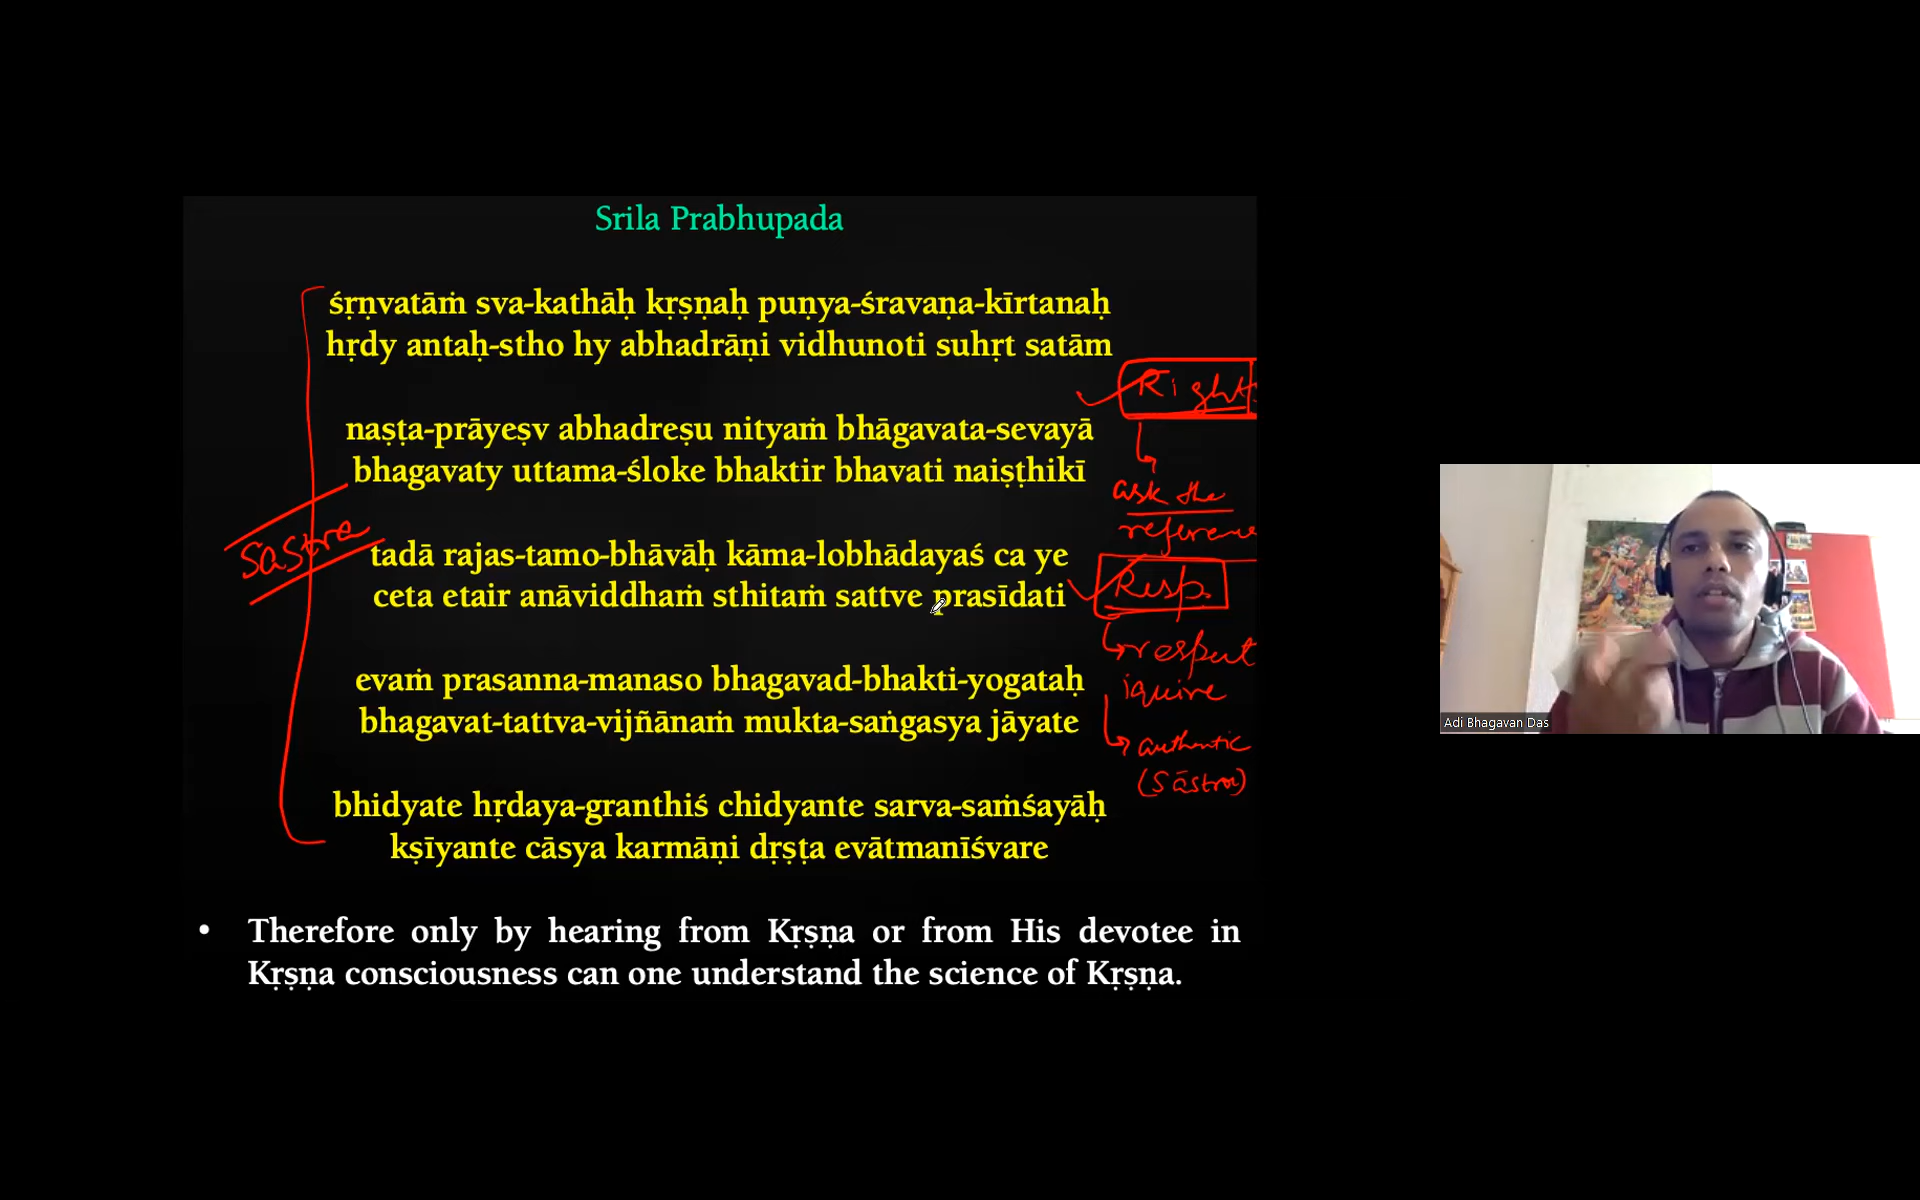 Srila Prabhupada
śṛṇvatāṁ sva-kathāḥ kṛṣṇaḥ puṇya-śravaṇa-kīrtanaḥ
hṛdy antaḥ-stho hy abhadrāṇi vidhunoti suhṛt satām
naṣṭa-prāyeṣv abhadreṣu nityaṁ bhāgavata-sevayā
bhagavaty uttama-śloke bhaktir bhavati naiṣṭhikī
tadā rajas-tamo-bhāvāḥ kāma-lobhādayaś ca ye
ceta etair anāviddhaṁ sthitaṁ sattve prasīdati
evaṁ prasanna-manaso bhagavad-bhakti-yogataḥ
bhagavat-tattva-vijñānaṁ mukta-saṅgasya jāyate
bhidyate hṛdaya-granthiś chidyante sarva-saṁśayāḥ
kṣīyante cāsya karmāṇi dṛṣṭa evātmanīśvare
• Therefore only by hearing from Kṛṣṇa or from His devotee in
Kṛṣṇa consciousness can one understand the science of Kṛṣṇa.
Sastra
Right
ask the
Resp.
iquire
authentic
(Sāstra)
Adi Bhagavan Das